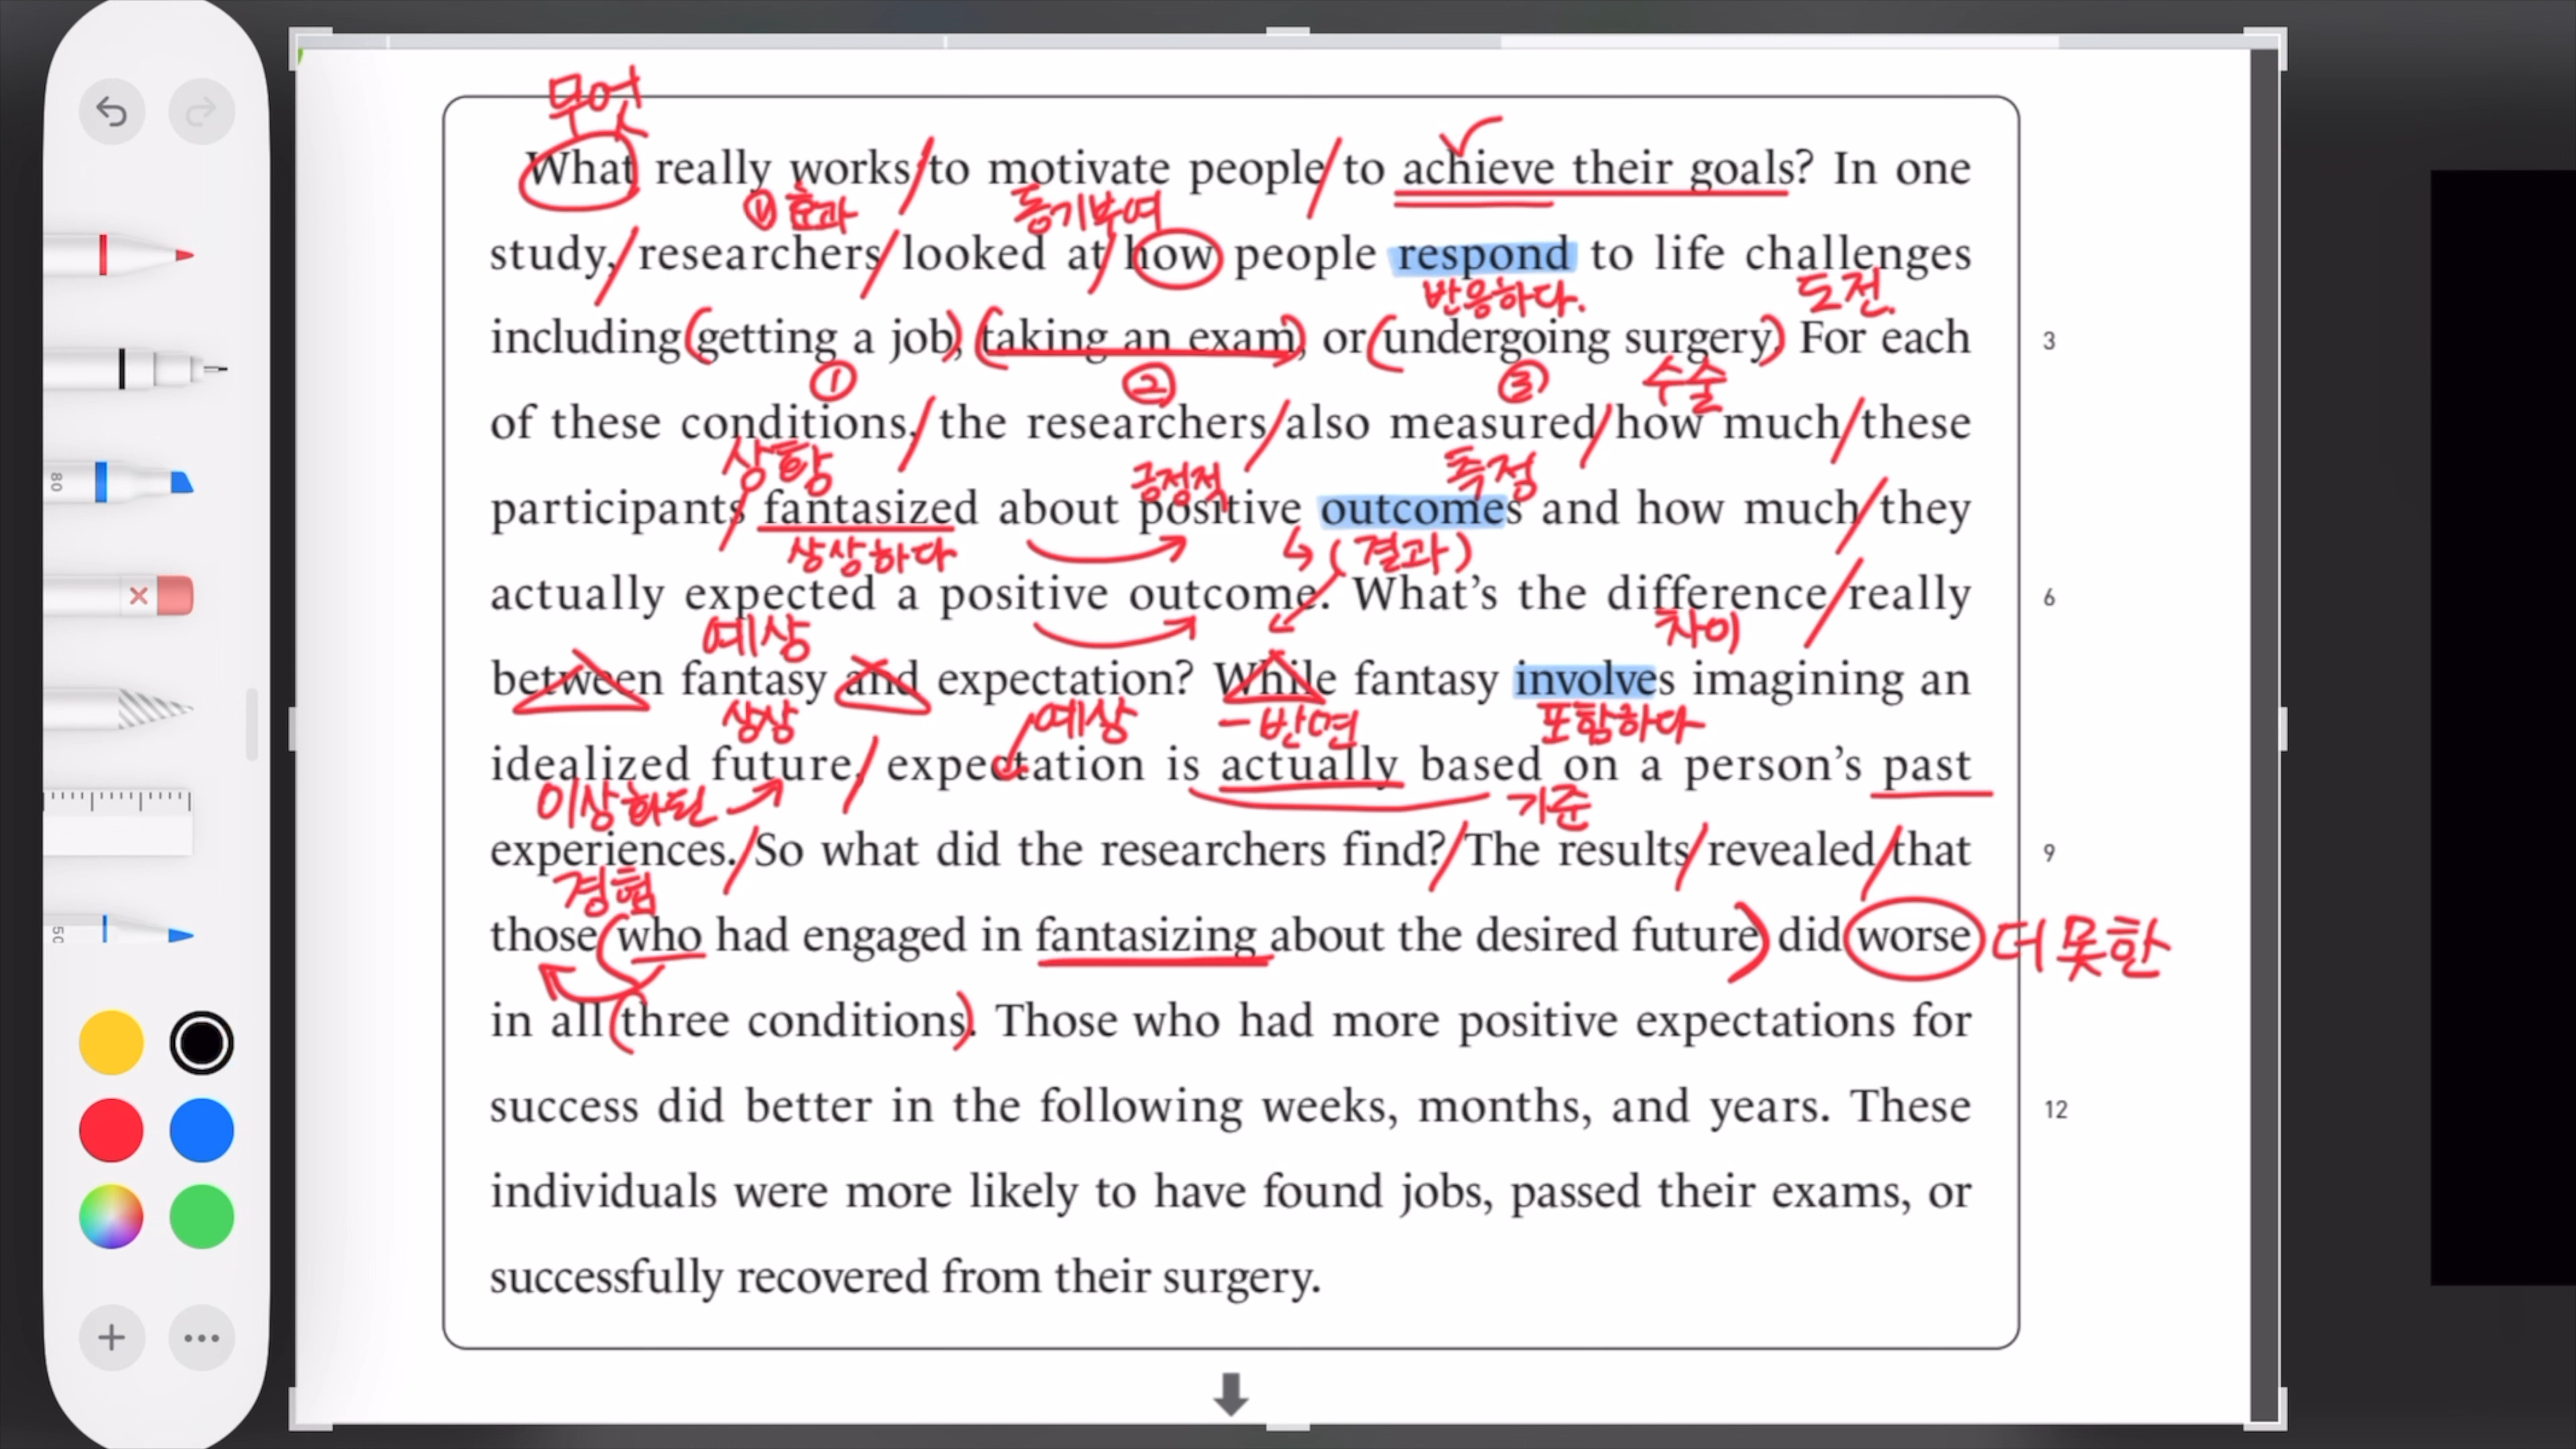 무엇
What really works to motivate people to achieve their goals? In one
① 효과 동기부여
study, researchers looked at how people respond to life challenges
반응하다. 도전.
including getting a job, taking an exam, or undergoing surgery. For each
① ② ③ 수술
of these conditions, the researchers also measured how much these
상황 긍정적 측정
participants fantasized about positive outcomes and how much they
상상하다 (결과)
actually expected a positive outcome. What's the difference really
예상 차이
between fantasy and expectation? While fantasy involves imagining an
상상 예상 - 반면 포함하다
idealized future, expectation is actually based on a person's past
이상화된 기준
experiences. So what did the researchers find? The results revealed that
경험
those who had engaged in fantasizing about the desired future did worse 더 못한
in all three conditions. Those who had more positive expectations for
success did better in the following weeks, months, and years. These
individuals were more likely to have found jobs, passed their exams, or
successfully recovered from their surgery.
3
6
9
12
80
50